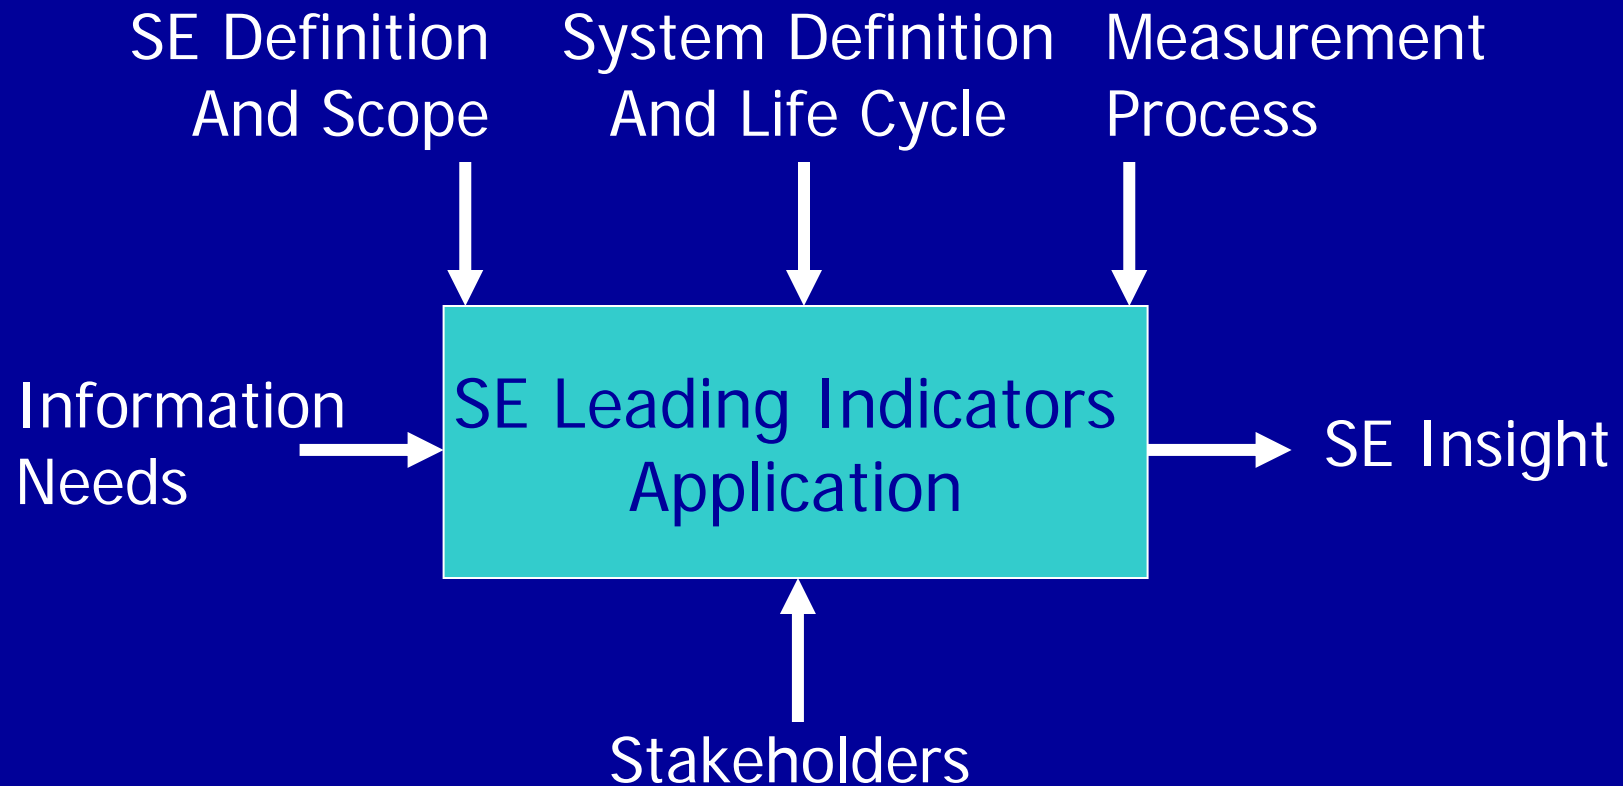 SE Definition
And Scope
System Definition
And Life Cycle
Measurement
Process
Information
Needs
SE Leading Indicators
Application
SE Insight
Stakeholders